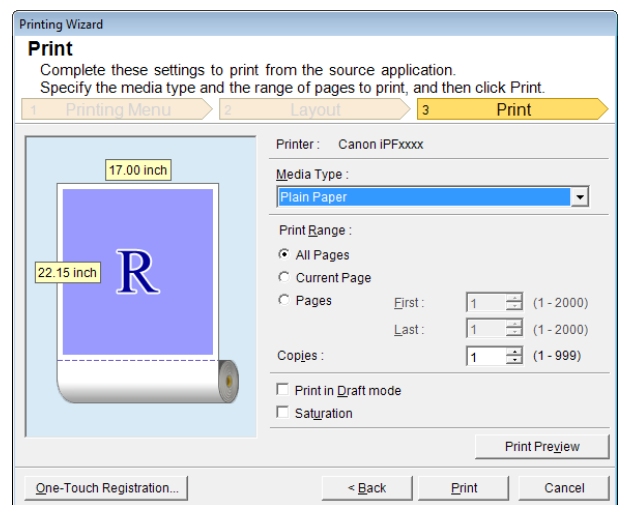 Printing Wizard
Print
Complete these settings to print from the source application.
Specify the media type and the range of pages to print, and then click Print.
1 Printing Menu 2 Layout 3 Print
Printer : Canon iPFxxxx
17.00 inch
Media Type :
Plain Paper
Print Range :
All Pages
22.15 inch
R
Current Page
Pages First : 1 (1 - 2000)
Last : 1 (1 - 2000)
Copies : 1 (1 - 999)
Print in Draft mode
Saturation
Print Preview
One-Touch Registration... < Back Print Cancel